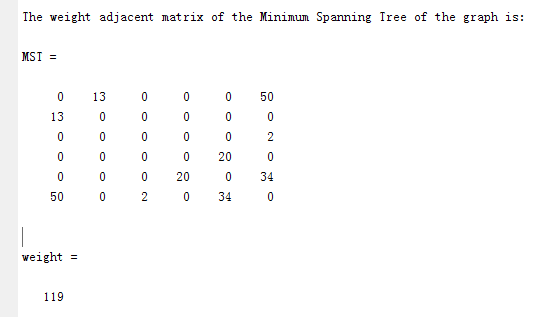 The weight adjacent matrix of the Minimum Spanning Tree of the graph is:
MST =
0 13 0 0 0 50
13 0 0 0 0 0
0 0 0 0 0 2
0 0 0 0 20 0
0 0 0 20 0 34
50 0 2 0 34 0
weight =
119